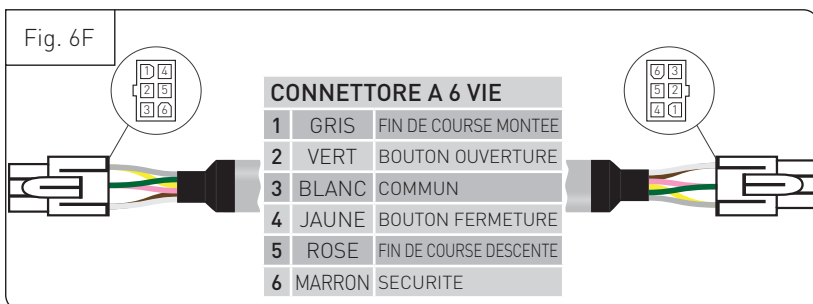 Fig. 6F
1 4
2 5
3 6
CONNETTORE A 6 VIE
1 GRIS FIN DE COURSE MONTEE
2 VERT BOUTON OUVERTURE
3 BLANC COMMUN
4 JAUNE BOUTON FERMETURE
5 ROSE FIN DE COURSE DESCENTE
6 MARRON SECURITE
6 3
5 2
4 1